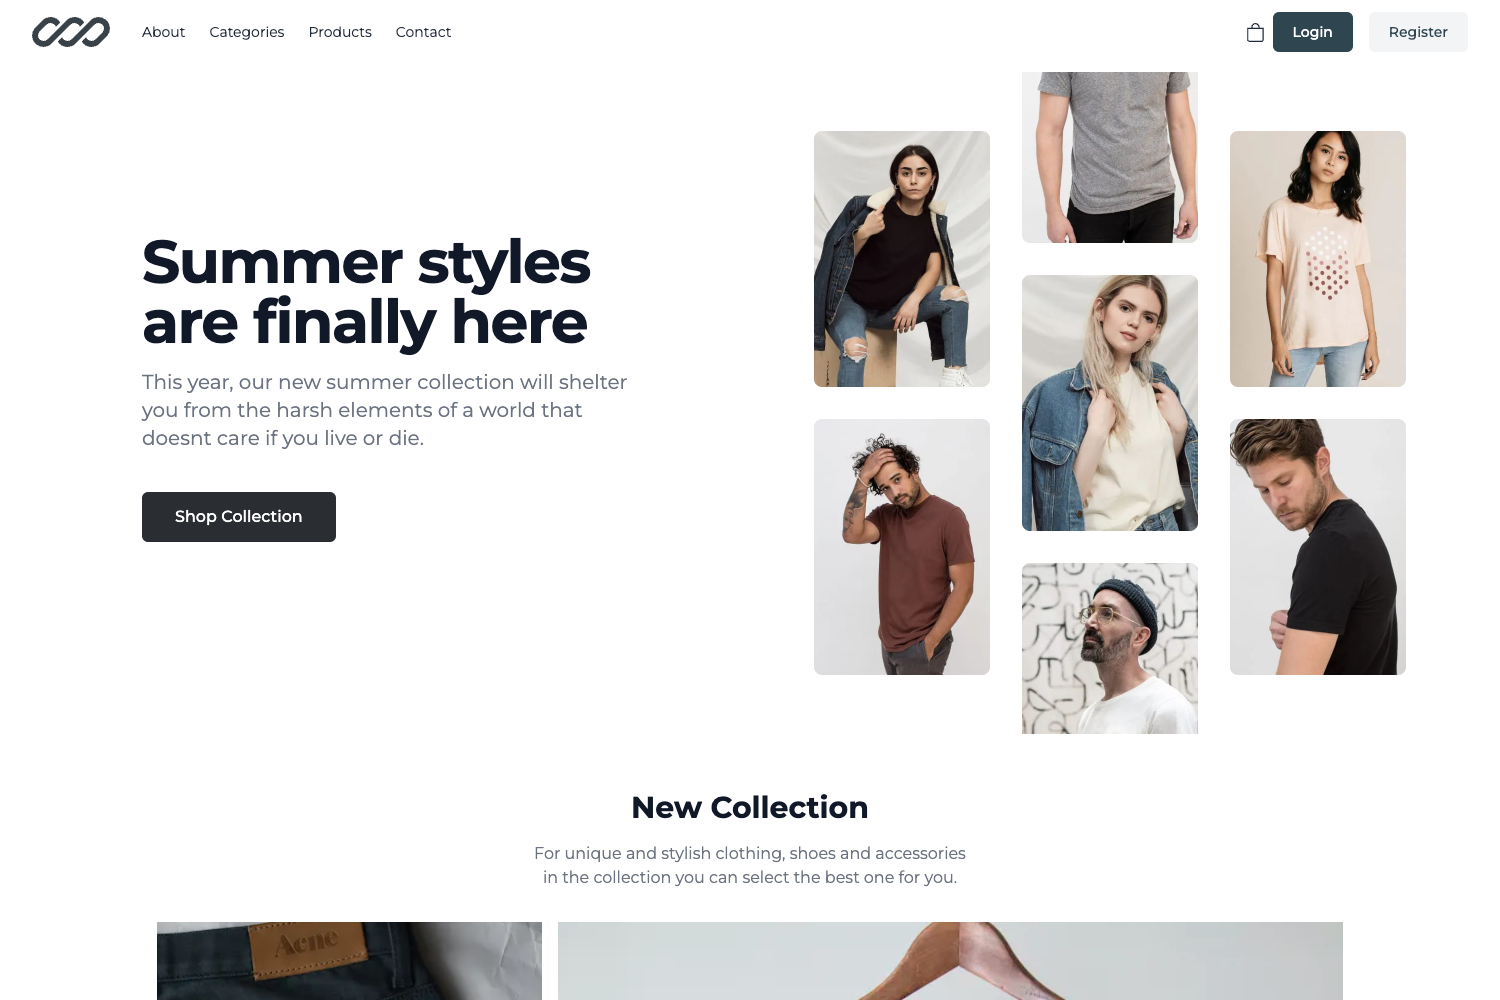 About Categories Products Contact
Login Register
Summer styles
are finally here
This year, our new summer collection will shelter
you from the harsh elements of a world that
doesnt care if you live or die.
Shop Collection
New Collection
For unique and stylish clothing, shoes and accessories
in the collection you can select the best one for you.
Acne